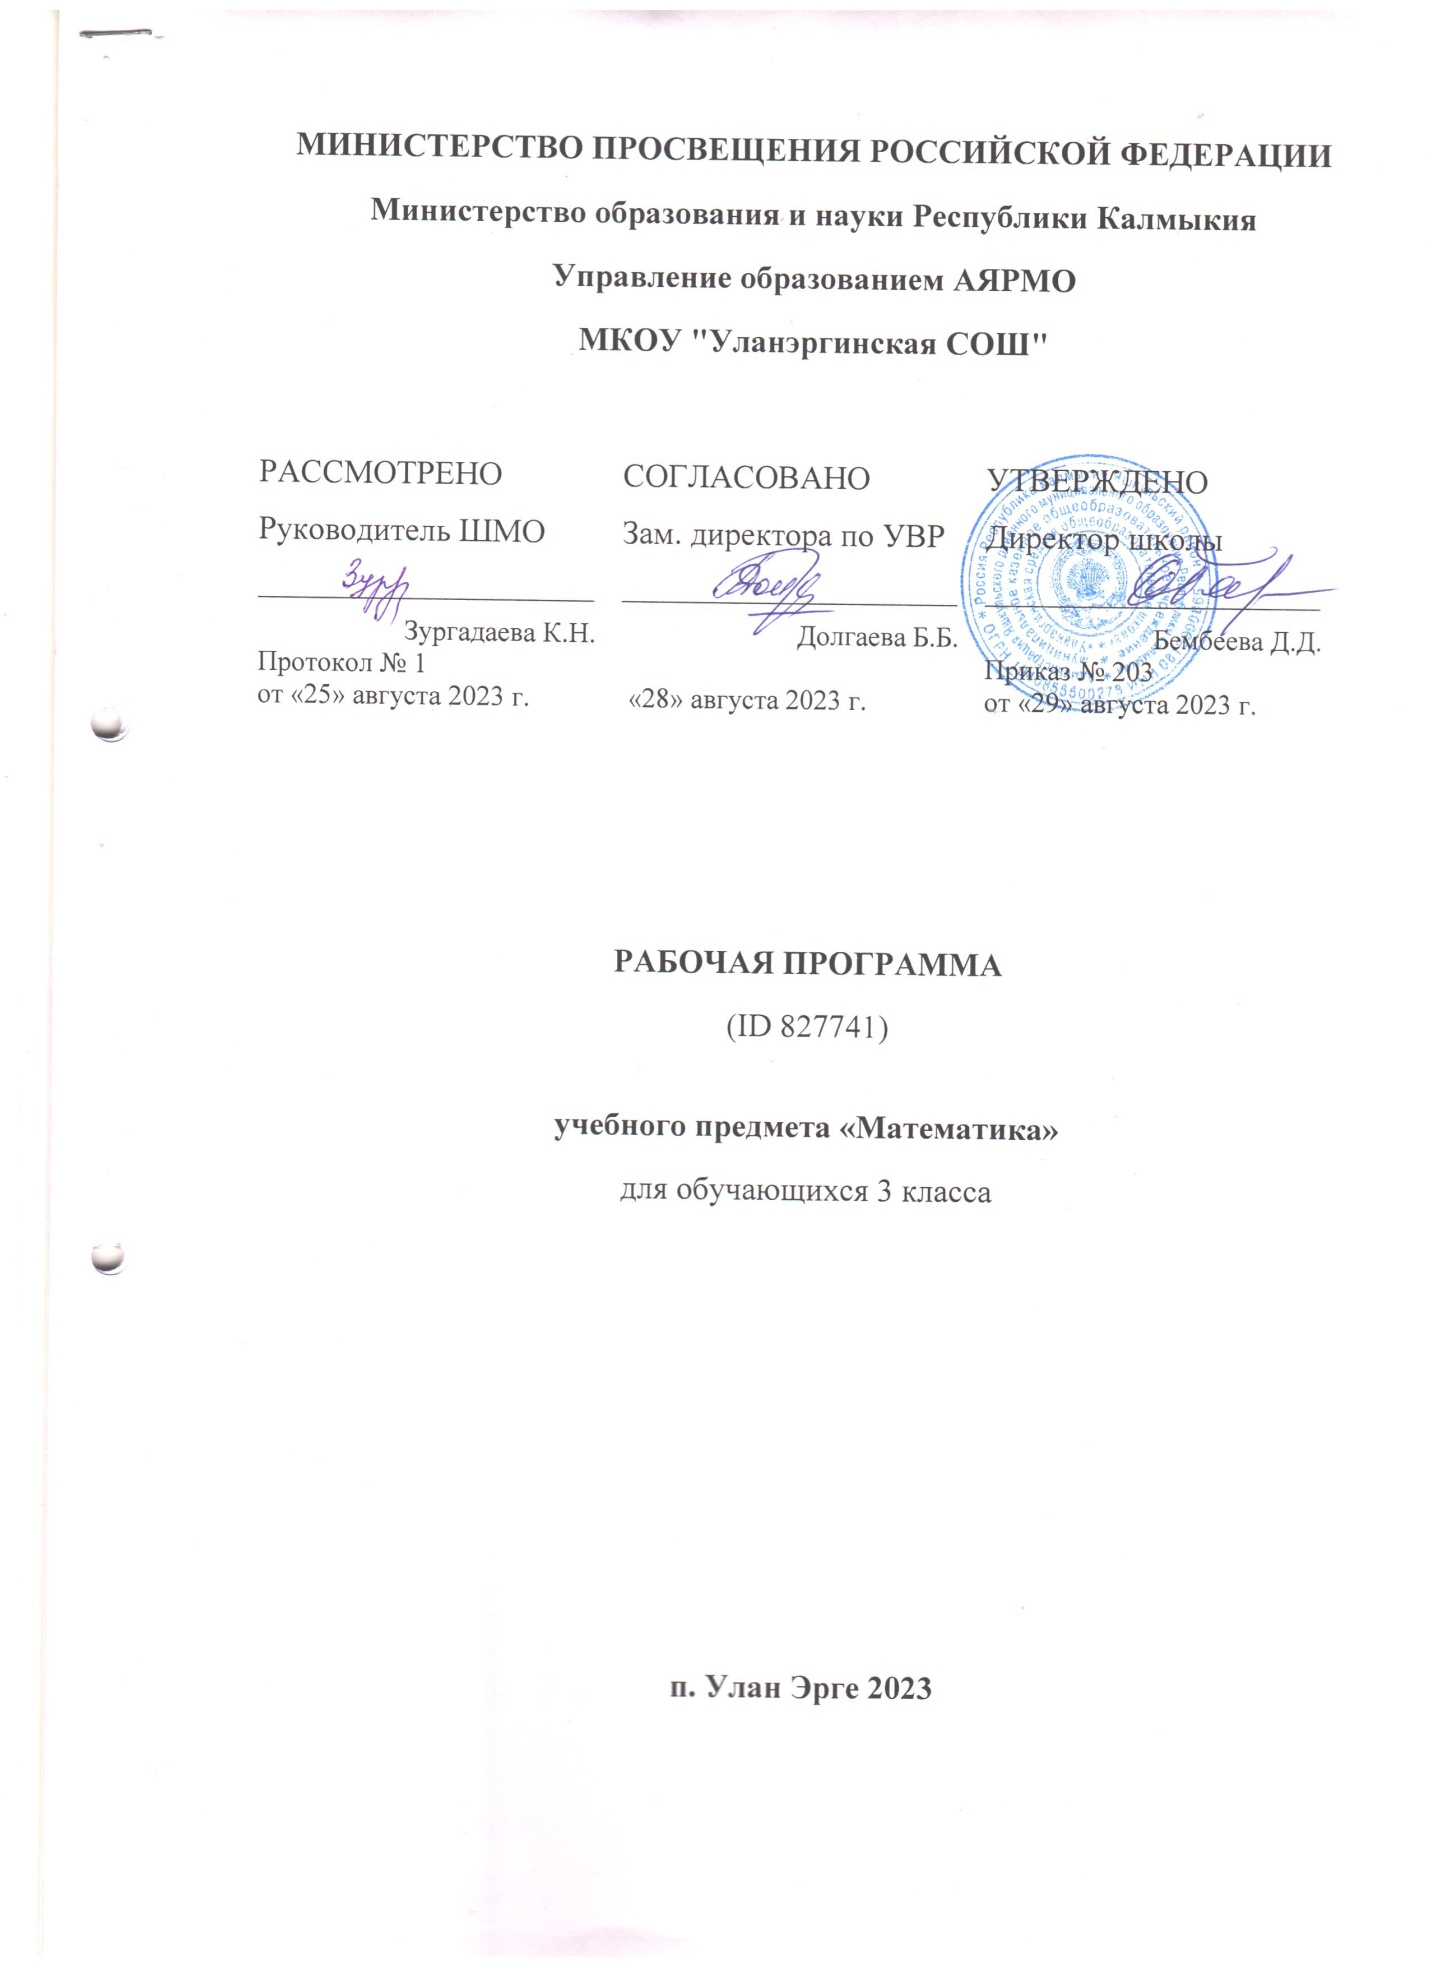 МИНИСТЕРСТВО ПРОСВЕЩЕНИЯ РОССИЙСКОЙ ФЕДЕРАЦИИ
Министерство образования и науки Республики Калмыкия
Управление образованием АЯРМО
МКОУ "Уланэргинская СОШ"
РАССМОТРЕНО
Руководитель ШМО
Зургадаева К.Н.
Протокол № 1
от «25» августа 2023 г.
СОГЛАСОВАНО
Зам. директора по УВР
Долгаева Б.Б.
«28» августа 2023 г.
УТВЕРЖДЕНО
Директор школы
Бембеева Д.Д.
Приказ № 203
от «29» августа 2023 г.
РАБОЧАЯ ПРОГРАММА
(ID 827741)
учебного предмета «Математика»
для обучающихся 3 класса
п. Улан Эрге 2023